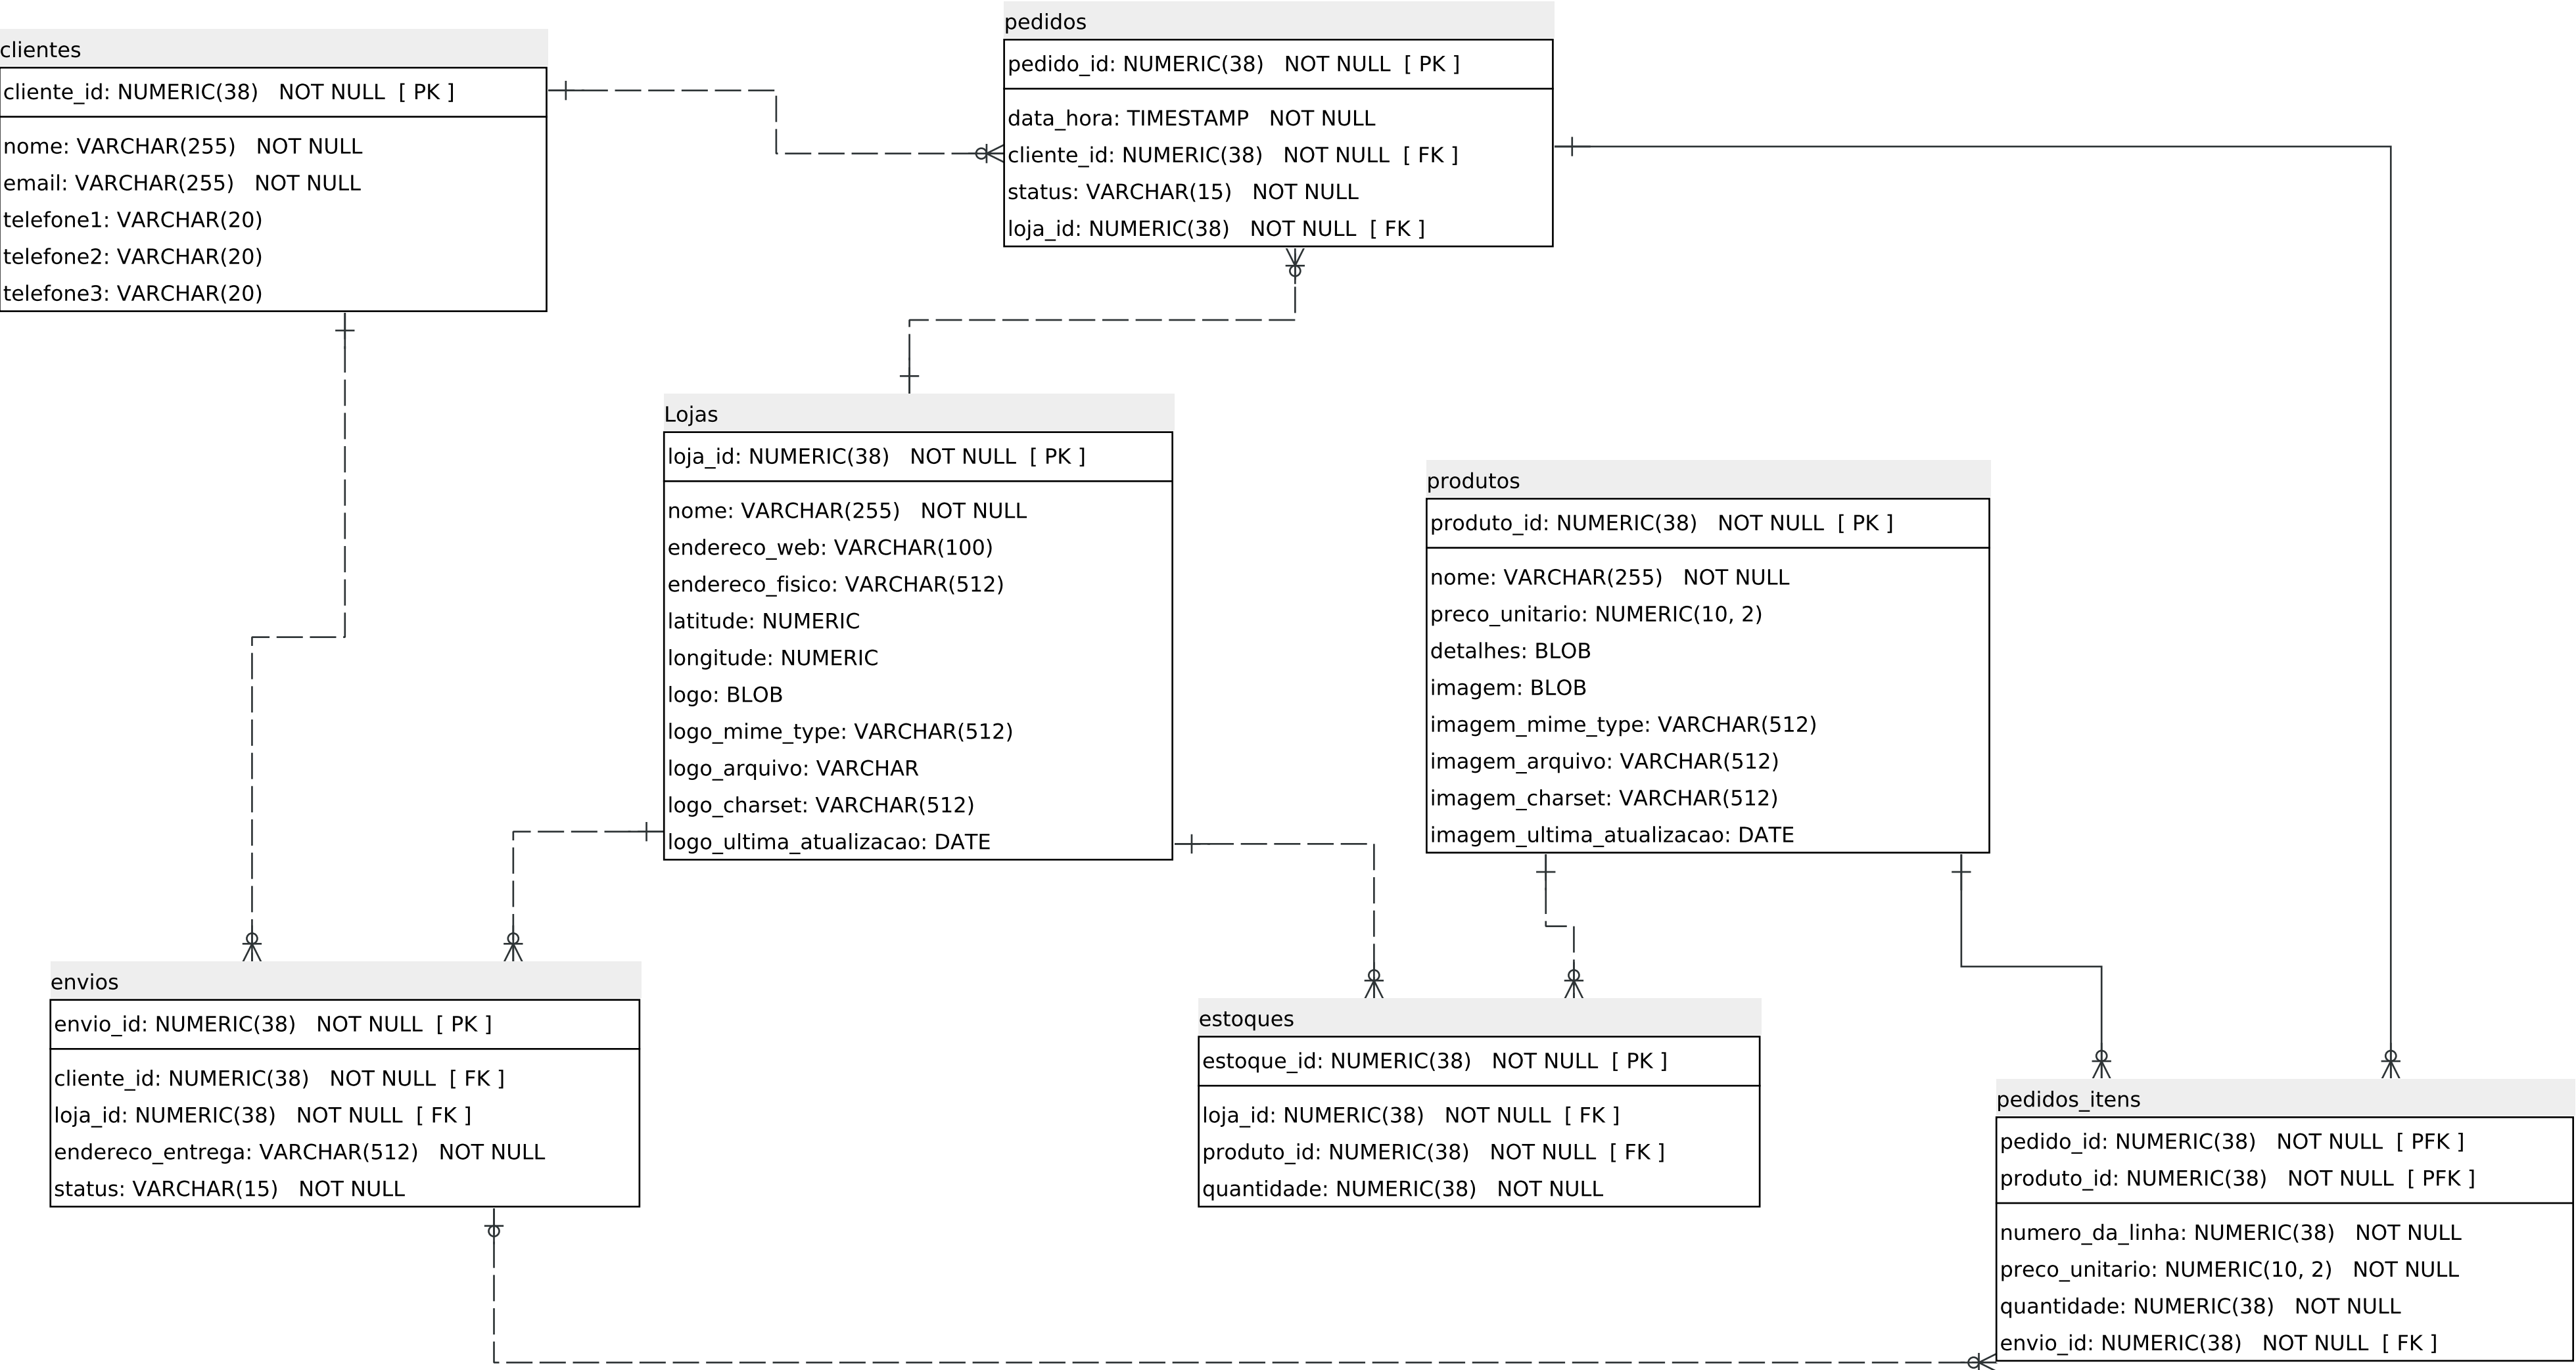 clientes
cliente_id: NUMERIC(38) NOT NULL [ PK ]
nome: VARCHAR(255) NOT NULL
email: VARCHAR(255) NOT NULL
telefone1: VARCHAR(20)
telefone2: VARCHAR(20)
telefone3: VARCHAR(20)
pedidos
pedido_id: NUMERIC(38) NOT NULL [ PK ]
data_hora: TIMESTAMP NOT NULL
cliente_id: NUMERIC(38) NOT NULL [ FK ]
status: VARCHAR(15) NOT NULL
loja_id: NUMERIC(38) NOT NULL [ FK ]
Lojas
loja_id: NUMERIC(38) NOT NULL [ PK ]
nome: VARCHAR(255) NOT NULL
endereco_web: VARCHAR(100)
endereco_fisico: VARCHAR(512)
latitude: NUMERIC
longitude: NUMERIC
logo: BLOB
logo_mime_type: VARCHAR(512)
logo_arquivo: VARCHAR
logo_charset: VARCHAR(512)
logo_ultima_atualizacao: DATE
produtos
produto_id: NUMERIC(38) NOT NULL [ PK ]
nome: VARCHAR(255) NOT NULL
preco_unitario: NUMERIC(10, 2)
detalhes: BLOB
imagem: BLOB
imagem_mime_type: VARCHAR(512)
imagem_arquivo: VARCHAR(512)
imagem_charset: VARCHAR(512)
imagem_ultima_atualizacao: DATE
envios
envio_id: NUMERIC(38) NOT NULL [ PK ]
cliente_id: NUMERIC(38) NOT NULL [ FK ]
loja_id: NUMERIC(38) NOT NULL [ FK ]
endereco_entrega: VARCHAR(512) NOT NULL
status: VARCHAR(15) NOT NULL
estoques
estoque_id: NUMERIC(38) NOT NULL [ PK ]
loja_id: NUMERIC(38) NOT NULL [ FK ]
produto_id: NUMERIC(38) NOT NULL [ FK ]
quantidade: NUMERIC(38) NOT NULL
pedidos_itens
pedido_id: NUMERIC(38) NOT NULL [ PFK ]
produto_id: NUMERIC(38) NOT NULL [ PFK ]
numero_da_linha: NUMERIC(38) NOT NULL
preco_unitario: NUMERIC(10, 2) NOT NULL
quantidade: NUMERIC(38) NOT NULL
envio_id: NUMERIC(38) NOT NULL [ FK ]